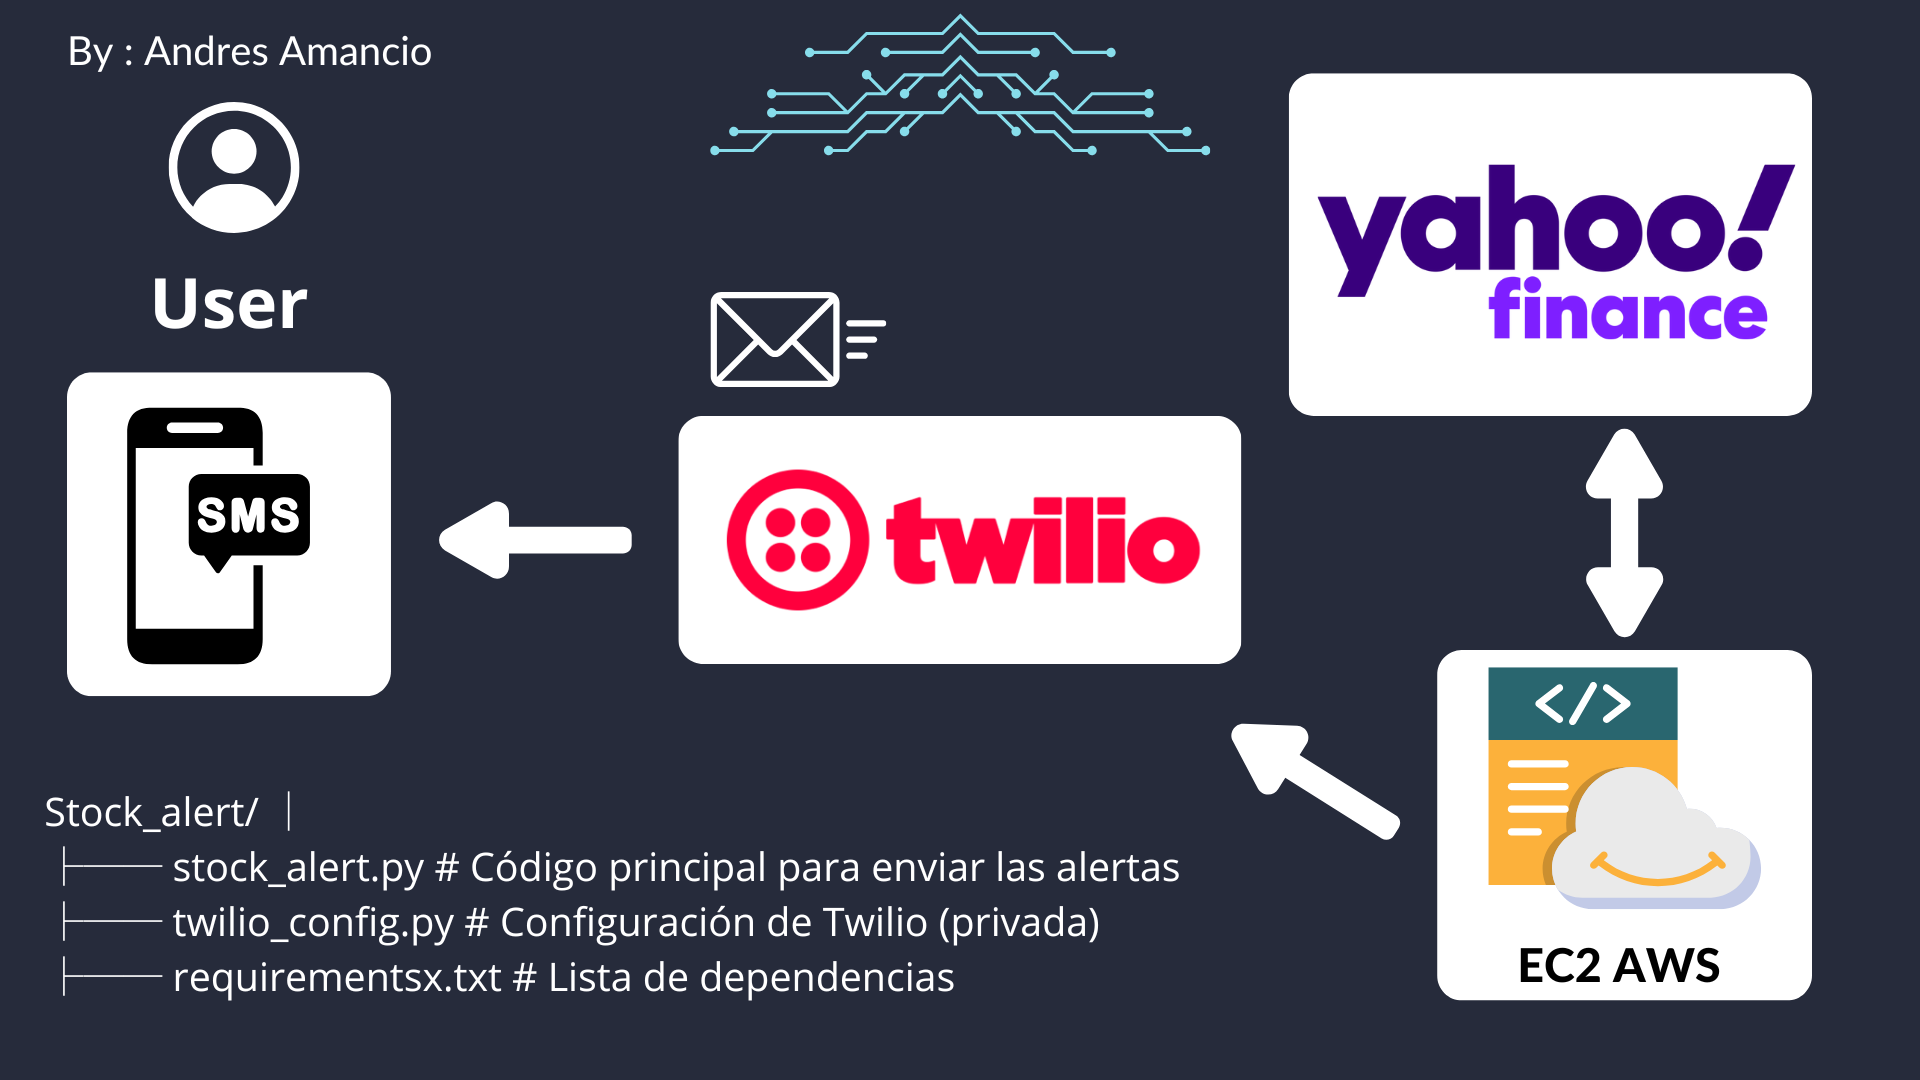 By : Andres Amancio
User
SMS
yahoo!
finance
twilio
</>
EC2 AWS
Stock_alert/ │
├──── stock_alert.py # Código principal para enviar las alertas
├──── twilio_config.py # Configuración de Twilio (privada)
├──── requirementsx.txt # Lista de dependencias